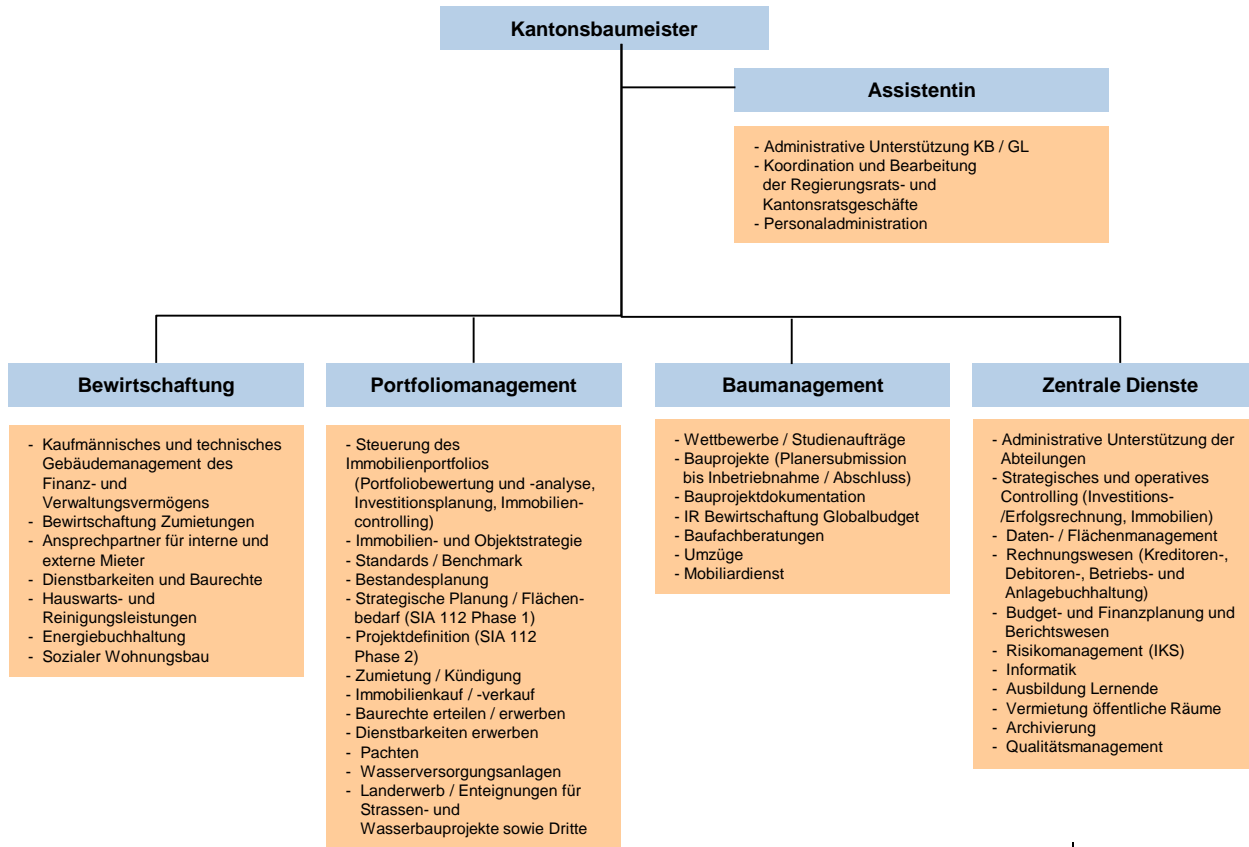 Kantonsbaumeister
Assistentin
- Administrative Unterstützung KB / GL
- Koordination und Bearbeitung
der Regierungsrats- und
Kantonsratsgeschäfte
- Personaladministration
Bewirtschaftung
- Kaufmännisches und technisches
Gebäudemanagement des
Finanz- und
Verwaltungsvermögens
- Bewirtschaftung Zumietungen
- Ansprechpartner für interne und
externe Mieter
- Dienstbarkeiten und Baurechte
- Hauswarts- und
Reinigungsleistungen
- Energiebuchhaltung
- Sozialer Wohnungsbau
Portfoliomanagement
- Steuerung des
Immobilienportfolios
(Portfoliobewertung und -analyse,
Investitionsplanung, Immobilien-
controlling)
- Immobilien- und Objektstrategie
- Standards / Benchmark
- Bestandesplanung
- Strategische Planung / Flächen-
bedarf (SIA 112 Phase 1)
- Projektdefinition (SIA 112
Phase 2)
- Zumietung / Kündigung
- Immobilienkauf / -verkauf
- Baurechte erteilen / erwerben
- Dienstbarkeiten erwerben
- Pachten
- Wasserversorgungsanlagen
- Landerwerb / Enteignungen für
Strassen- und
Wasserbauprojekte sowie Dritte
Baumanagement
- Wettbewerbe / Studienaufträge
- Bauprojekte (Planersubmission
bis Inbetriebnahme / Abschluss)
- Bauprojektdokumentation
- IR Bewirtschaftung Globalbudget
- Baufachberatungen
- Umzüge
- Mobiliardienst
Zentrale Dienste
- Administrative Unterstützung der
Abteilungen
- Strategisches und operatives
Controlling (Investitions-
/Erfolgsrechnung, Immobilien)
- Daten- / Flächenmanagement
- Rechnungswesen (Kreditoren-,
Debitoren-, Betriebs- und
Anlagebuchhaltung)
- Budget- und Finanzplanung und
Berichtswesen
- Risikomanagement (IKS)
- Informatik
- Ausbildung Lernende
- Vermietung öffentliche Räume
- Archivierung
- Qualitätsmanagement